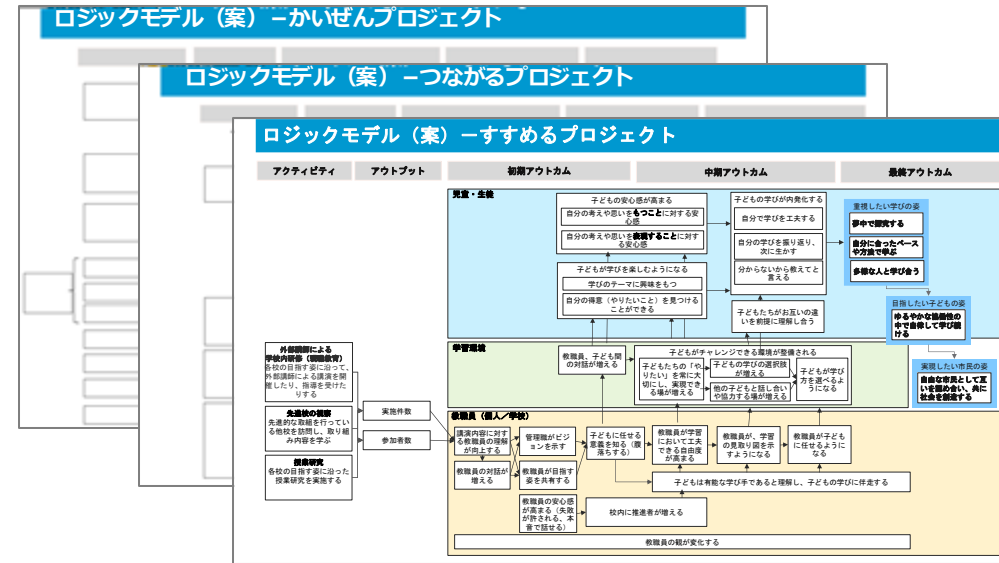 ロジックモデル（案）－かいぜんプロジェクト
ロジックモデル（案）－つながるプロジェクト
ロジックモデル（案）－すすめるプロジェクト
アクティビティ
アウトプット
初期アウトカム
中期アウトカム
最終アウトカム
児童・生徒
子どもの安心感が高まる
自分の考えや思いをもつことに対する安
心感
自分の考えや思いを表現することに対す
る安心感
子どもが学びを楽しむようになる
学びのテーマに興味をもつ
自分の得意（やりたいこと）を見つける
ことができる
子どもの学びが内発化する
自分で学びを工夫する
自分の学びを振り返り、
次に生かす
分からないから教えてと
言える
子どもたちがお互いの違
いを前提に理解し合う
重視したい学びの姿
夢中で探究する
自分に合ったペース
や方法で学ぶ
多様な人と学び合う
目指したい子どもの姿
ゆるやかな協働性の
中で自律して学び続
ける
実現したい市民の姿
自由な市民として互
いを認め合い、共に
社会を創造する
学習環境
教職員、子ども間
の対話が増える
子どもがチャレンジできる環境が整備される
子どもたちの「や
りたい」を常に大
切にし、実現でき
る場が増える
子どもの学びの選択肢
が増える
他の子どもと話し合い
や協力する場が増える
子どもが学び
方を選べるよ
うになる
外部講師による
学校内研修（職層教育）
各校の目指す姿に沿って、
外部講師による講演を開
催したり、指導を受けた
りする
先進校の視察
先進的な取組を行ってい
る他校を訪問し、取り組
み内容を学ぶ
授業研究
各校の目指す姿に沿った
授業研究を実施する
実施件数
参加者数
教職員（個人／学校）
講演内容に対す
る教職員の理解
が向上する
教職員の対話が
増える
管理職がビジ
ョンを示す
教職員が目指す
姿を共有する
子どもに任せる
意義を知る（腹
落ちする）
教職員が学習
において工夫
できる自由度
が高まる
教職員が、学習
の見取り図を示
すようになる
教職員が子ども
に任せるように
なる
子どもは有能な学び手であると理解し、子どもの学びに伴走する
教職員の安心感
が高まる（失敗
が許される、本
音で話せる）
校内に推進者が増える
教職員の観が変化する